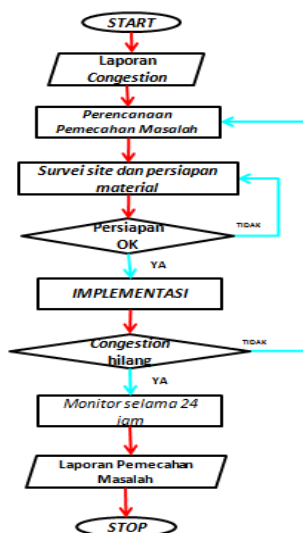 START
Laporan
Congestion
Perencanaan
Pemecahan Masalah
Survei site dan persiapan
material
Persiapan
OK
TIDAK
YA
IMPLEMENTASI
Congestion
hilang
TIDAK
YA
Monitor selama 24
jam
Laporan Pemecahan
Masalah
STOP